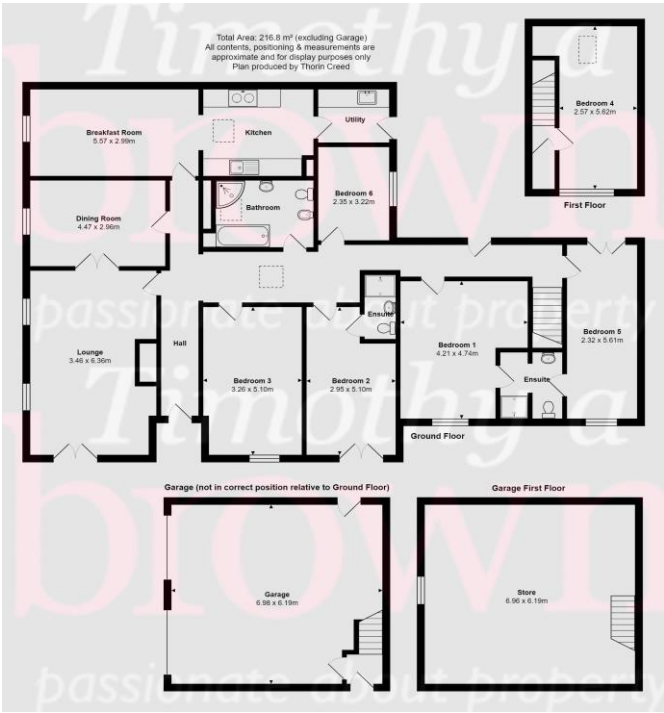 Timothy a
brown
passionate about property
Timothy a
brown
passionate about property
Total Area: 216.8 m² (excluding Garage)
All contents, positioning & measurements are
approximate and for display purposes only
Plan produced by Thorin Creed
Breakfast Room
5.57 x 2.99m
Kitchen
Utility
Bedroom 4
2.57 x 5.62m
First Floor
Dining Room
4.47 x 2.96m
Bathroom
Bedroom 6
2.35 x 3.22m
Lounge
3.46 x 6.36m
Hall
Bedroom 3
3.26 x 5.10m
Bedroom 2
2.95 x 5.10m
Ensuite
Bedroom 1
4.21 x 4.74m
Ensuite
Bedroom 5
2.32 x 5.61m
Ground Floor
Garage (not in correct position relative to Ground Floor)
Garage
6.98 x 6.19m
Garage First Floor
Store
6.96 x 6.19m